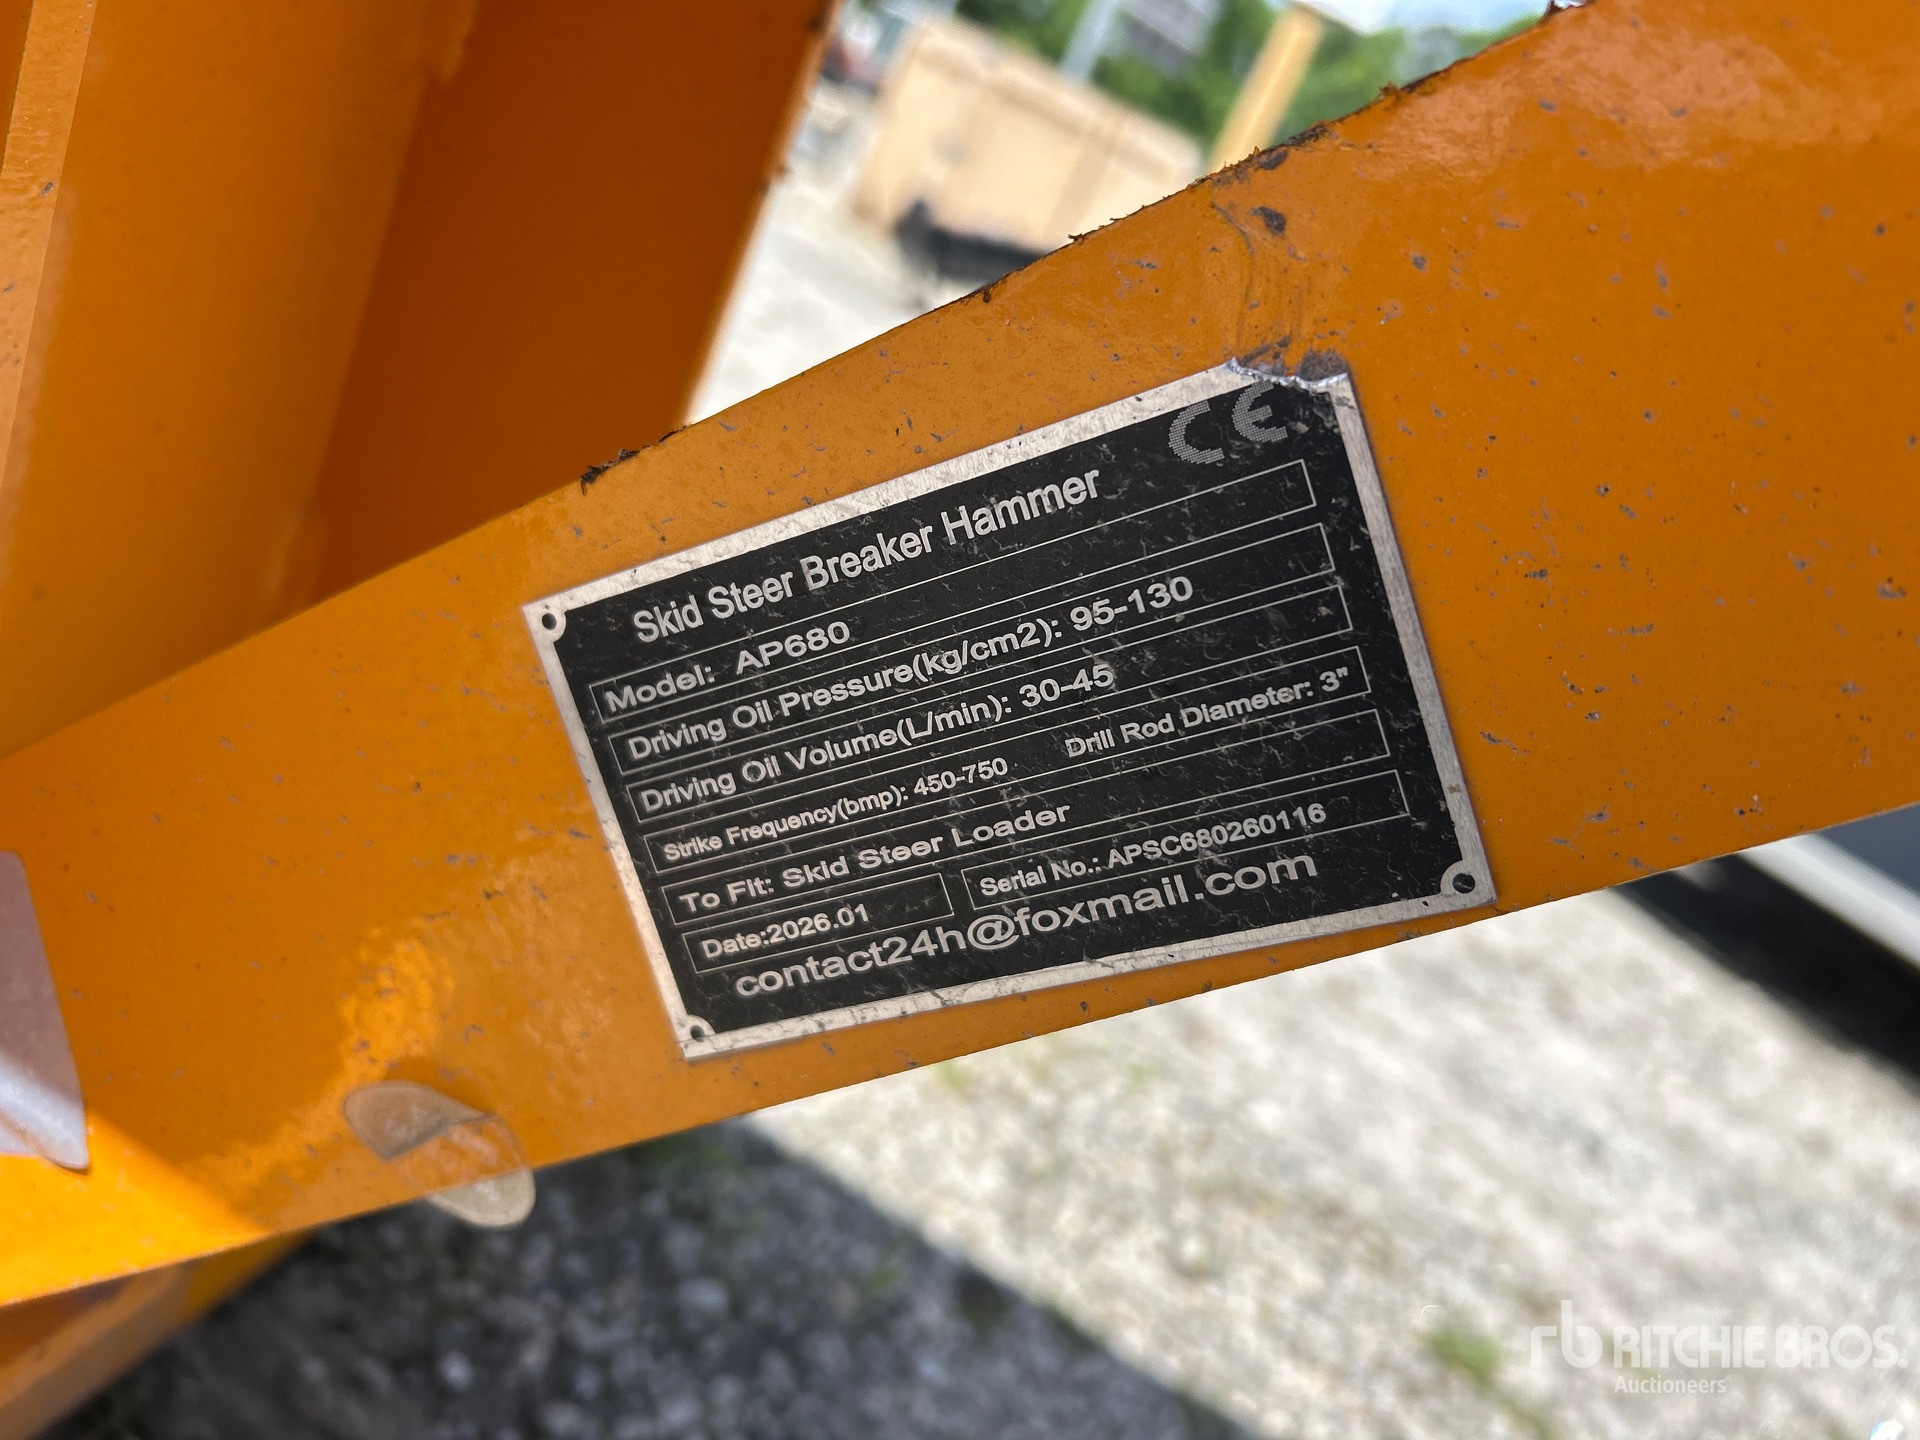 CE
Skid Steer Breaker Hammer
Model: AP680
Driving Oil Pressure(kg/cm2): 95-130
Driving Oil Volume(L/min): 30-45
Strike Frequency(bmp): 450-750 Drill Rod Diameter: 3"
To Fit: Skid Steer Loader
Date:2026.01 Serial No.: APSC680260116
contact24h@foxmail.com
rb RITCHIE BROS.
Auctioneers